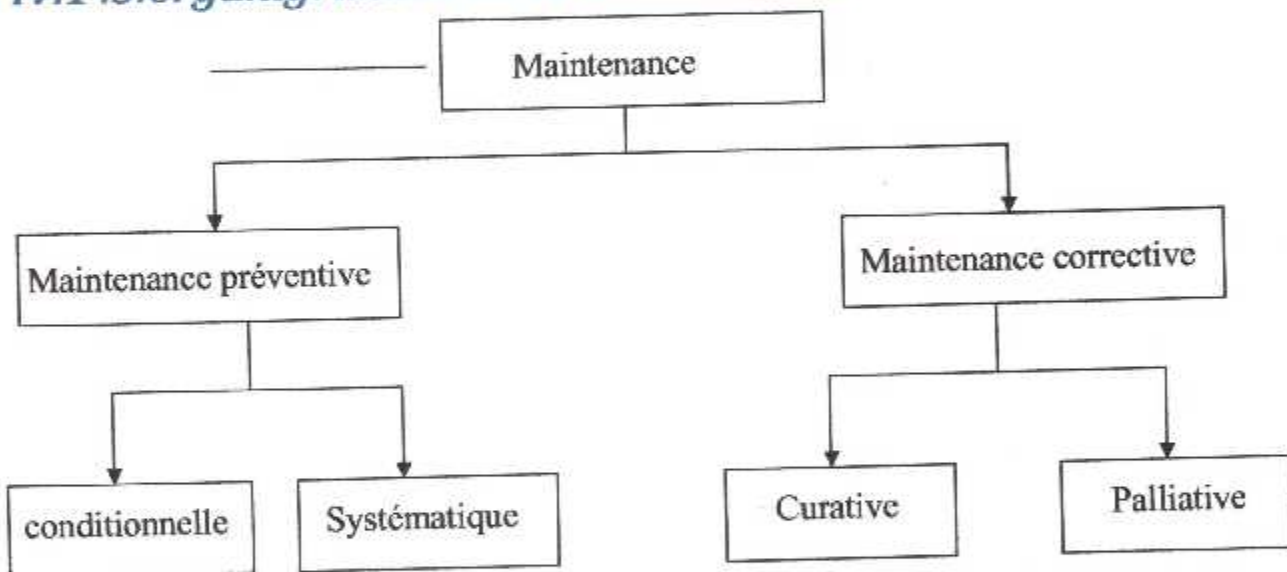 Maintenance
Maintenance préventive
Maintenance corrective
conditionnelle
Systématique
Curative
Palliative